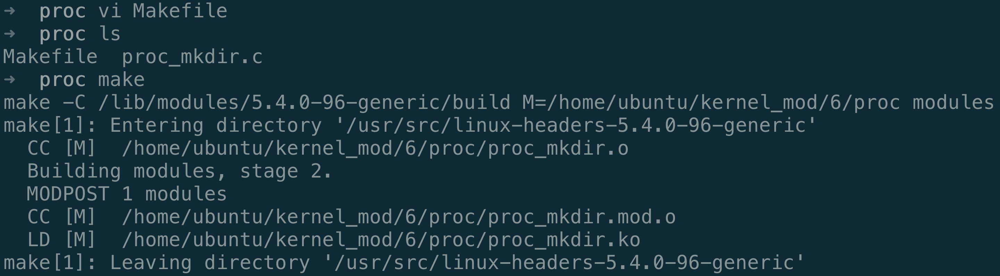 ➜  proc vi Makefile
➜  proc ls
Makefile  proc_mkdir.c
➜  proc make
make -C /lib/modules/5.4.0-96-generic/build M=/home/ubuntu/kernel_mod/6/proc modules
make[1]: Entering directory '/usr/src/linux-headers-5.4.0-96-generic'
  CC [M]  /home/ubuntu/kernel_mod/6/proc/proc_mkdir.o
  Building modules, stage 2.
  MODPOST 1 modules
  CC [M]  /home/ubuntu/kernel_mod/6/proc/proc_mkdir.mod.o
  LD [M]  /home/ubuntu/kernel_mod/6/proc/proc_mkdir.ko
make[1]: Leaving directory '/usr/src/linux-headers-5.4.0-96-generic'